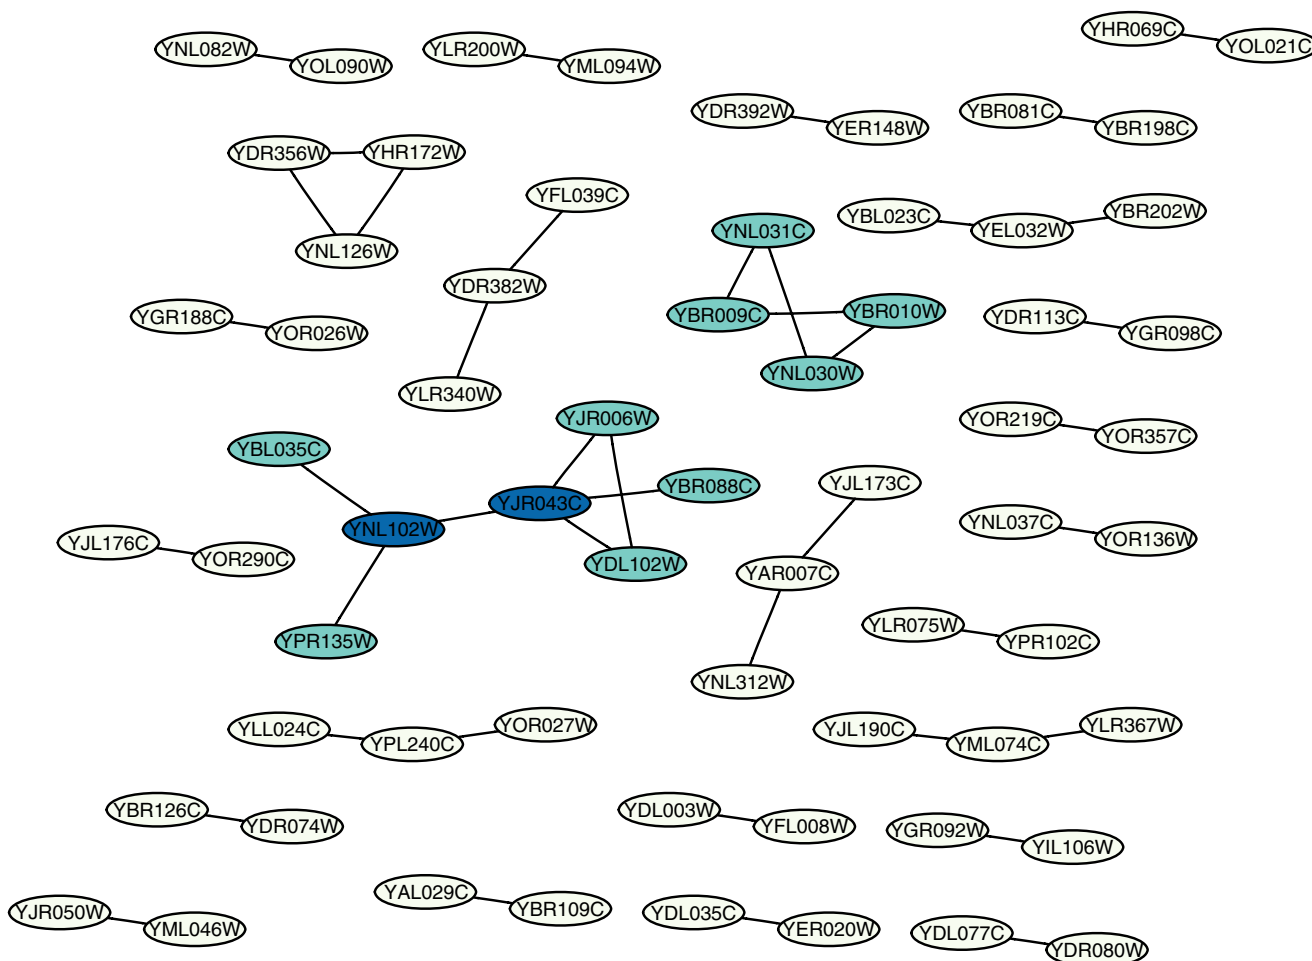 YHR069C
YNL082W
YLR200W
YOL021C
YOL090W
YML094W
YDR392W
YBR081C
YER148W
YBR198C
YDR356W
YHR172W
YFL039C
YBL023C
YBR202W
YNL031C
YEL032W
YNL126W
YDR382W
YBR009C
YBR010W
YGR188C
YDR113C
YOR026W
YGR098C
YNL030W
YLR340W
YJR006W
YOR219C
YOR357C
YBL035C
YBR088C
YJL173C
YJR043C
YNL102W
YNL037C
YOR136W
YJL176C
YOR290C
YDL102W
YAR007C
YLR075W
YPR135W
YPR102C
YNL312W
YLL024C
YOR027W
YPL240C
YJL190C
YLR367W
YML074C
YBR126C
YDR074W
YDL003W
YFL008W
YGR092W
YIL106W
YAL029C
YBR109C
YJR050W
YML046W
YDL035C
YER020W
YDL077C
YDR080W